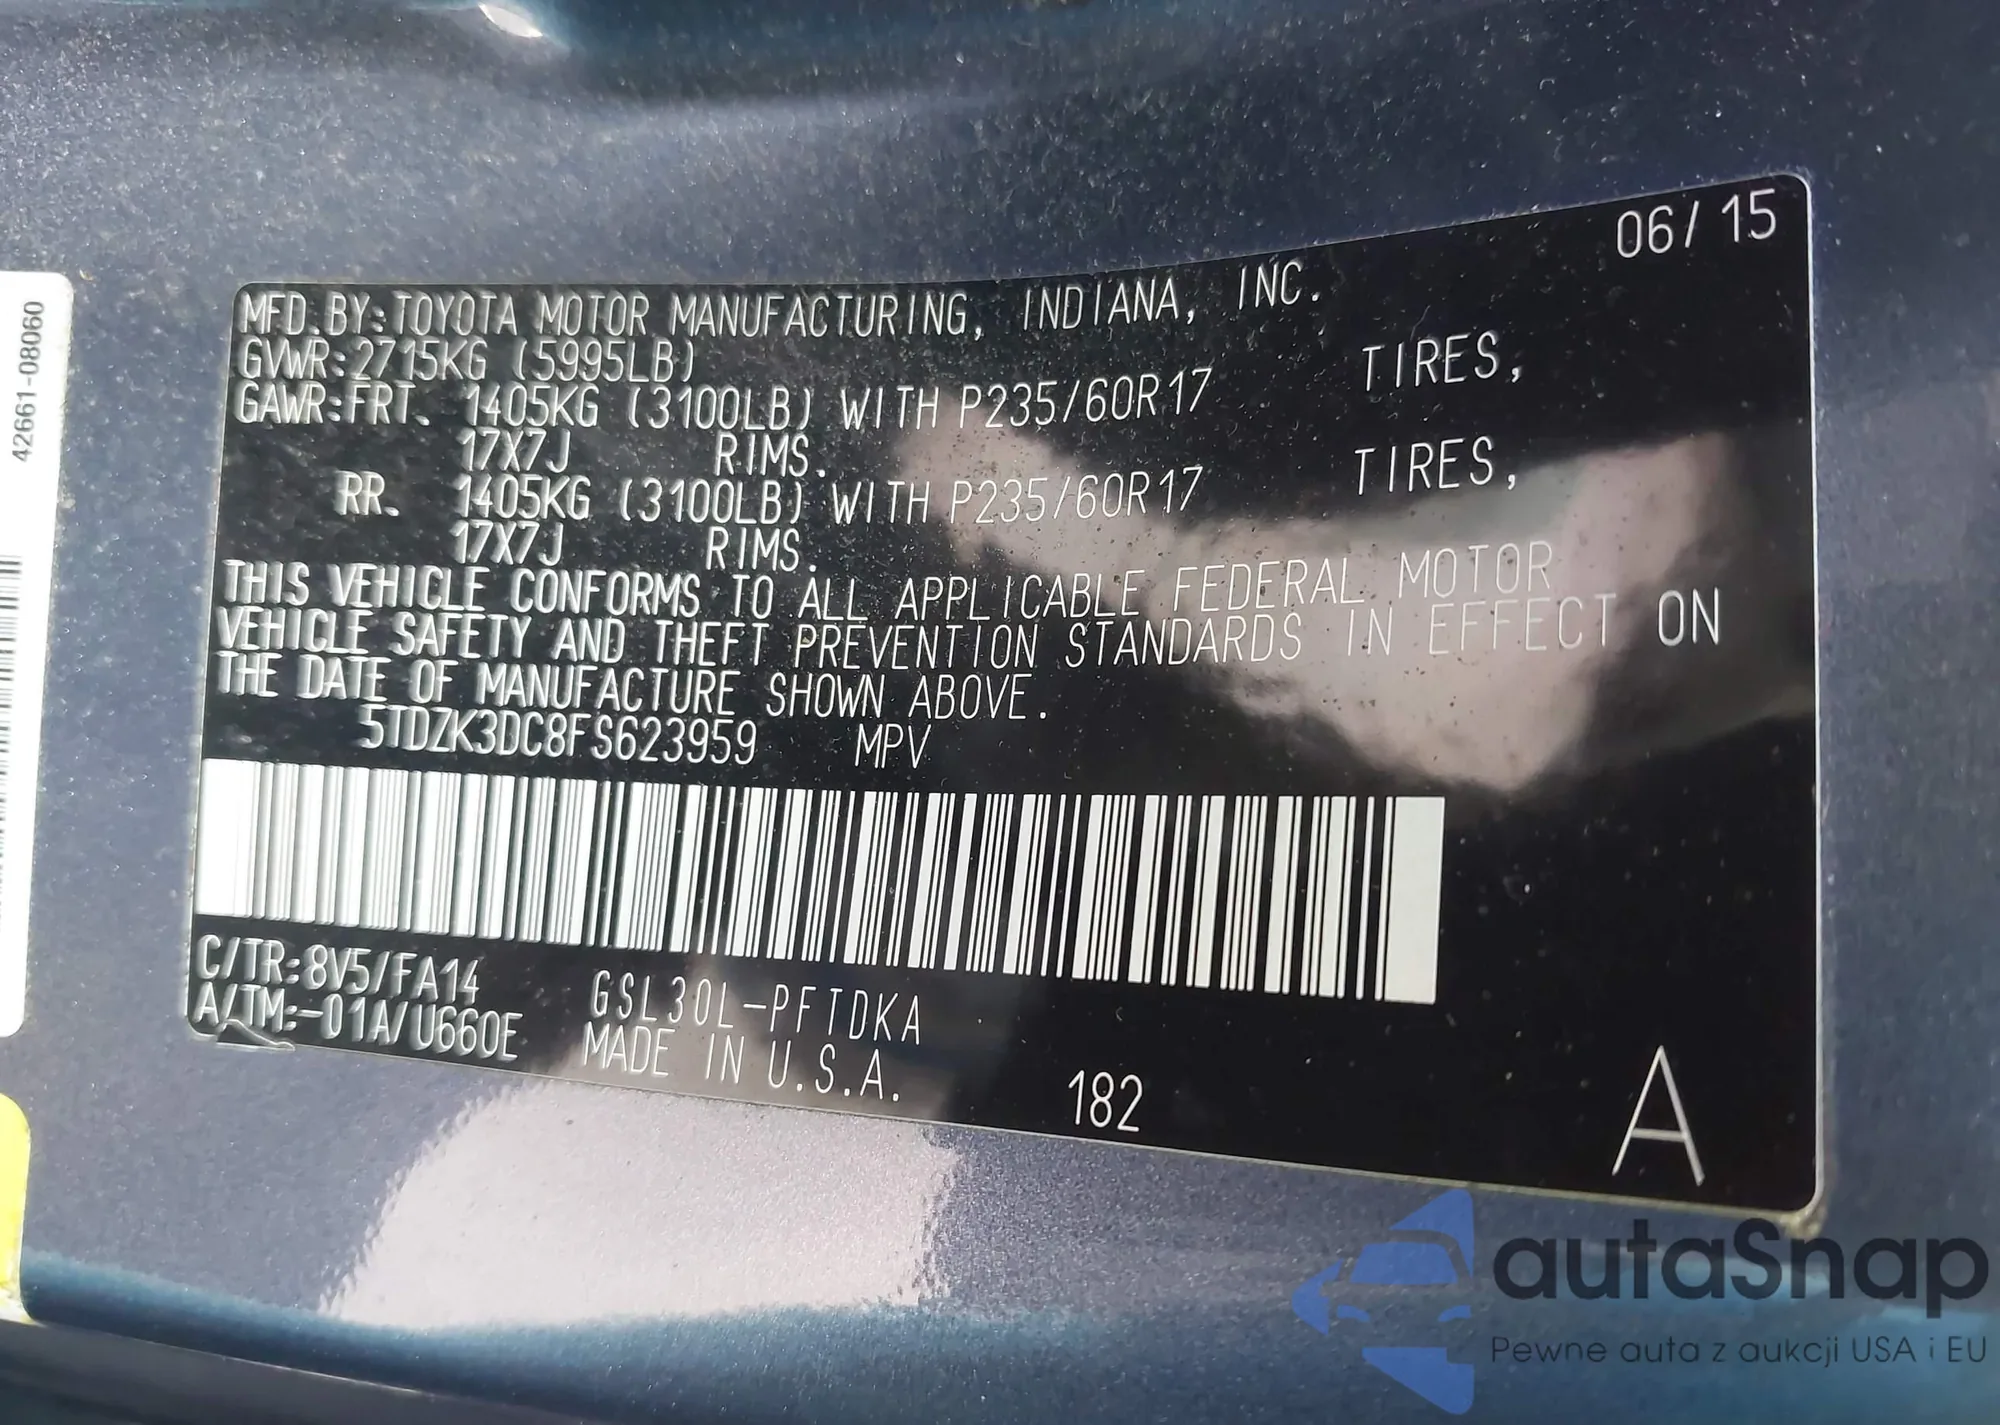 06/15
MFD.BY:TOYOTA MOTOR MANUFACTURING, INDIANA, INC.
GVWR:2715KG (5995LB)
GAWR:FRT. 1405KG (3100LB) WITH P235/60R17 TIRES,
17X7J RIMS.
RR. 1405KG (3100LB) WITH P235/60R17 TIRES,
17X7J RIMS.
THIS VEHICLE CONFORMS TO ALL APPLICABLE FEDERAL MOTOR
VEHICLE SAFETY AND THEFT PREVENTION STANDARDS IN EFFECT ON
THE DATE OF MANUFACTURE SHOWN ABOVE.
5TDZK3DC8FS623959 MPV
C/TR:8V5/FA14 GSL30L-PFTDKA
A/TM:-01A/U660E MADE IN U.S.A.
182
A
42661-08060
autaSnap
Pewne auta z aukcji USA i EU